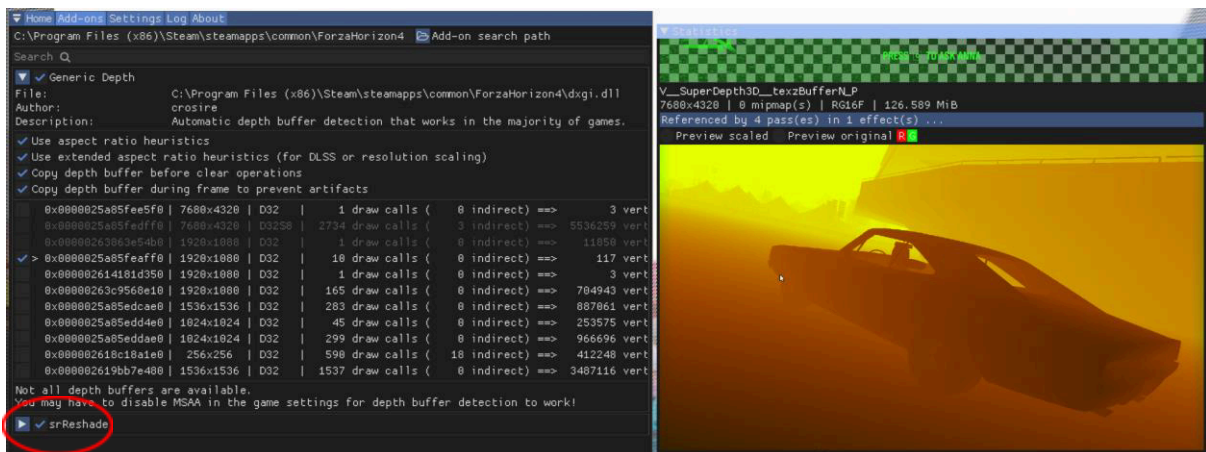 Home Add-ons Settings Log About
C:\Program Files (x86)\Steam\steamapps\common\ForzaHorizon4 Add-on search path
Search
Generic Depth
File: C:\Program Files (x86)\Steam\steamapps\common\ForzaHorizon4\dxgi.dll
Author: crosire
Description: Automatic depth buffer detection that works in the majority of games.
Use aspect ratio heuristics
Use extended aspect ratio heuristics (for DLSS or resolution scaling)
Copy depth buffer before clear operations
Copy depth buffer during frame to prevent artifacts
0x0000025a85fee5f0 | 7680x4320 | D32 | 1 draw calls ( 0 indirect) ==> 3 vert
0x0000025a85fedff0 | 7680x4320 | D32S8 | 2734 draw calls ( 3 indirect) ==> 5536259 vert
0x00000263863e54b0 | 1920x1080 | D32 | 1 draw calls ( 0 indirect) ==> 11850 vert
> 0x0000025a85feaff0 | 1920x1080 | D32 | 10 draw calls ( 0 indirect) ==> 117 vert
0x000002614101d350 | 1920x1080 | D32 | 1 draw calls ( 0 indirect) ==> 3 vert
0x00000263c9568e10 | 1920x1080 | D32 | 165 draw calls ( 0 indirect) ==> 704943 vert
0x0000025a85edcae0 | 1536x1536 | D32 | 283 draw calls ( 0 indirect) ==> 887061 vert
0x0000025a85edd4e0 | 1024x1024 | D32 | 45 draw calls ( 0 indirect) ==> 253575 vert
0x0000025a85eddae0 | 1024x1024 | D32 | 299 draw calls ( 0 indirect) ==> 966696 vert
0x000002618c18a1e0 | 256x256 | D32 | 590 draw calls ( 18 indirect) ==> 412248 vert
0x000002619bb7e480 | 1536x1536 | D32 | 1537 draw calls ( 0 indirect) ==> 3487116 vert
Not all depth buffers are available.
You may have to disable MSAA in the game settings for depth buffer detection to work!
srReshade
Statistics
PRESS TO ASK ANNA
V__SuperDepth3D__texzBufferN_P
7680x4320 | 0 mipmap(s) | RG16F | 126.589 MiB
Referenced by 4 pass(es) in 1 effect(s) ...
Preview scaled Preview original R G